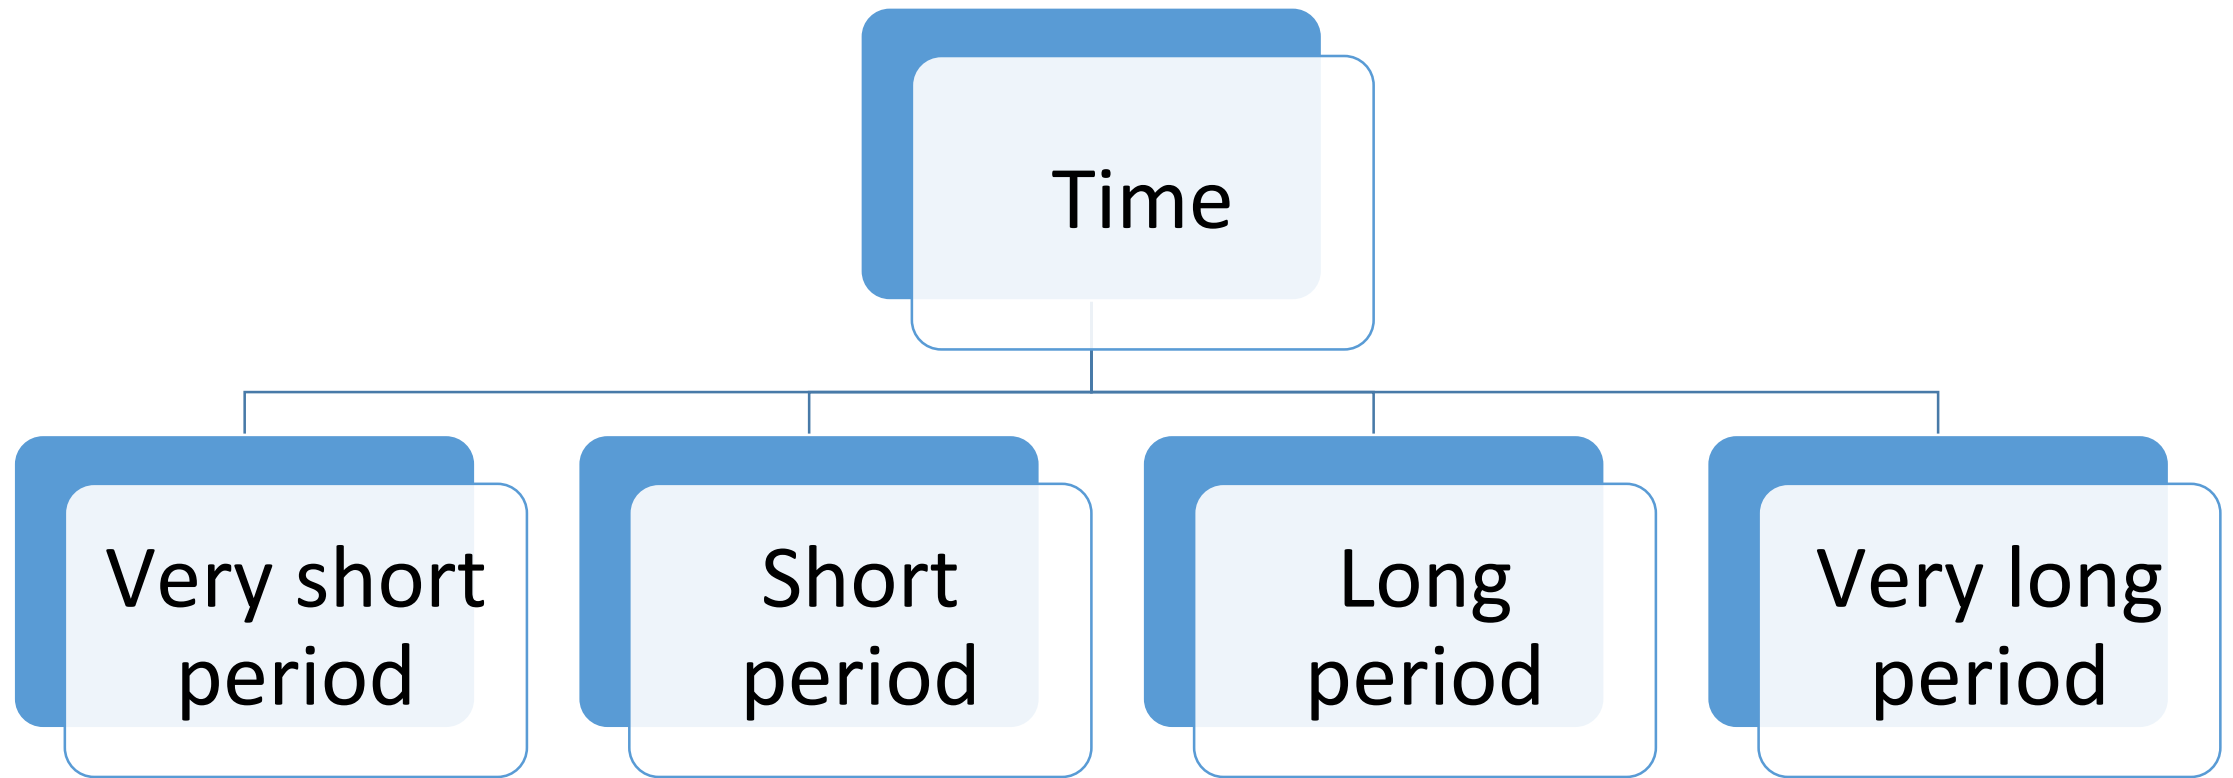 Time
Very short
period
Short
period
Long
period
Very long
period